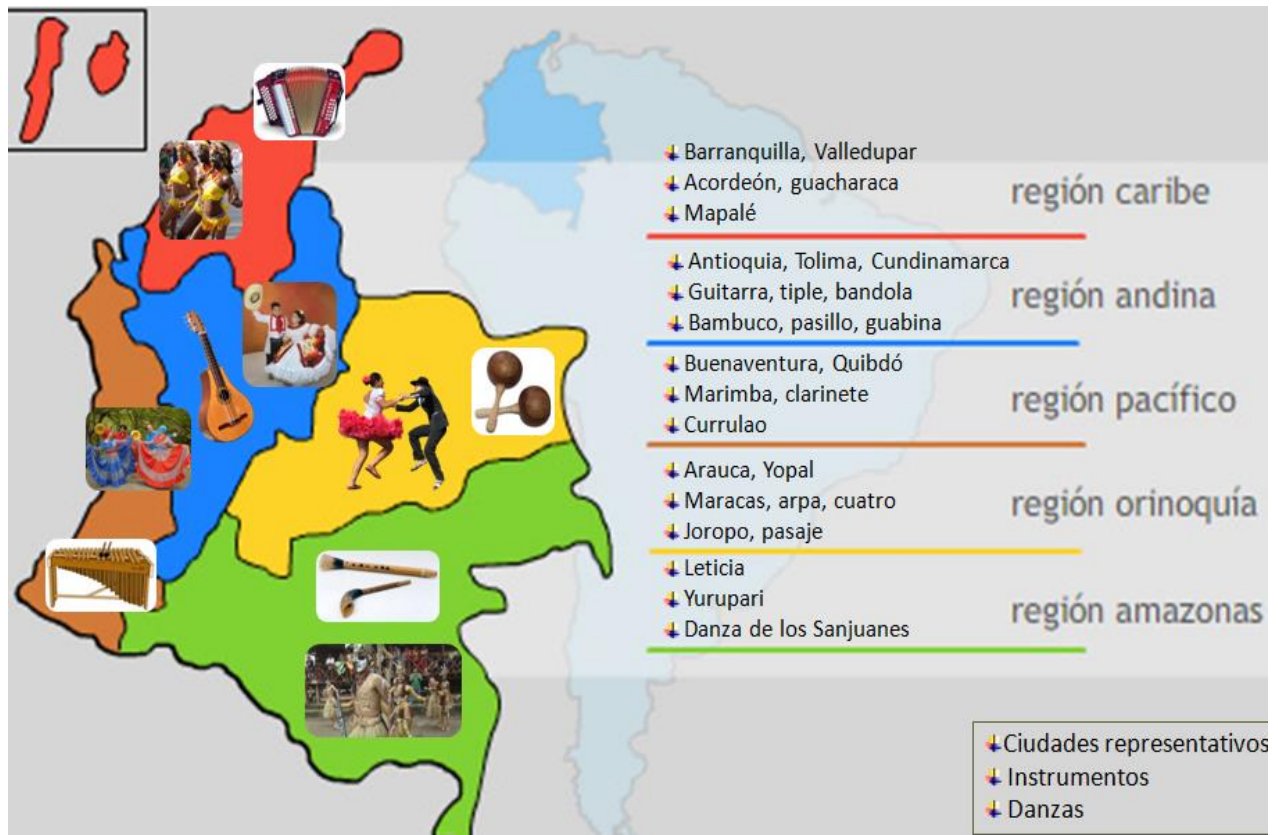 Barranquilla, Valledupar
Acordeón, guacharaca
Mapalé
región caribe
Antioquia, Tolima, Cundinamarca
Guitarra, tiple, bandola
Bambuco, pasillo, guabina
región andina
Buenaventura, Quibdó
Marimba, clarinete
Currulao
región pacífico
Arauca, Yopal
Maracas, arpa, cuatro
Joropo, pasaje
región orinoquía
Leticia
Yurupari
Danza de los Sanjuanes
región amazonas
Ciudades representativos
Instrumentos
Danzas